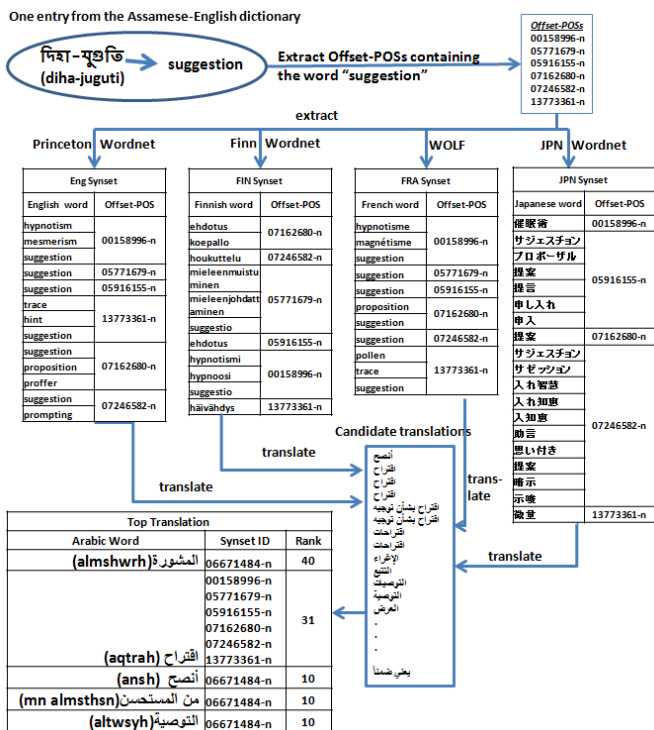 One entry from the Assamese-English dictionary
দিহা-যুগুতি
(diha-juguti)
suggestion
Extract Offset-POSs containing
the word "suggestion"
Offset-POSs
00158996-n
05771679-n
05916155-n
07162680-n
07246582-n
13773361-n
extract
Princeton Wordnet
Finn Wordnet
WOLF
JPN Wordnet
Eng Synset
English word Offset-POS
hypnotism
mesmerism 00158996-n
suggestion
suggestion 05771679-n
suggestion 05916155-n
trace
hint 13773361-n
suggestion
suggestion
proposition 07162680-n
proffer
suggestion 07246582-n
prompting
FIN Synset
Finnish word Offset-POS
ehdotus 07162680-n
koepallo
houkuttelu 07246582-n
mieleenmuistu
minen
mieleenjohdatt 05771679-n
aminen
suggestio
ehdotus 05916155-n
hypnotismi
hypnoosi 00158996-n
suggestio
häivähdys 13773361-n
FRA Synset
French word Offset-POS
hypnotisme
magnétisme 00158996-n
suggestion
suggestion 05771679-n
suggestion 05916155-n
proposition 07162680-n
suggestion
suggestion 07246582-n
pollen
trace 13773361-n
suggestion
JPN Synset
Japanese word Offset-POS
催眠術 00158996-n
サジェスチョン
プロポーザル
提案 05916155-n
提言
申し入れ
申入
提案 07162680-n
サジェスチョン
サゼッション
入れ智慧
入れ知恵
入知恵 07246582-n
助言
思い付き
提案
暗示
示唆
微量 13773361-n
translate
translate
trans-
late
translate
Candidate translations
أنصح
اقتراح
اقتراح
اقتراح
اقتراح بشأن توجيه
اقتراح بشأن توجيه
اقتراحات
اقتراحات
الإغراء
التتبع
التوصيات
التوصية
العرض
.
.
.
يعني ضمناً
Top Translation
Arabic Word Synset ID Rank
المشورة(almshwrh) 06671484-n 40
00158996-n
05771679-n
05916155-n 31
07162680-n
07246582-n
اقتراح (aqtrah) 13773361-n
أنصح (ansh) 06671484-n 10
من المستحسن(mn almsthsn) 06671484-n 10
التوصية(altwsyh) 06671484-n 10